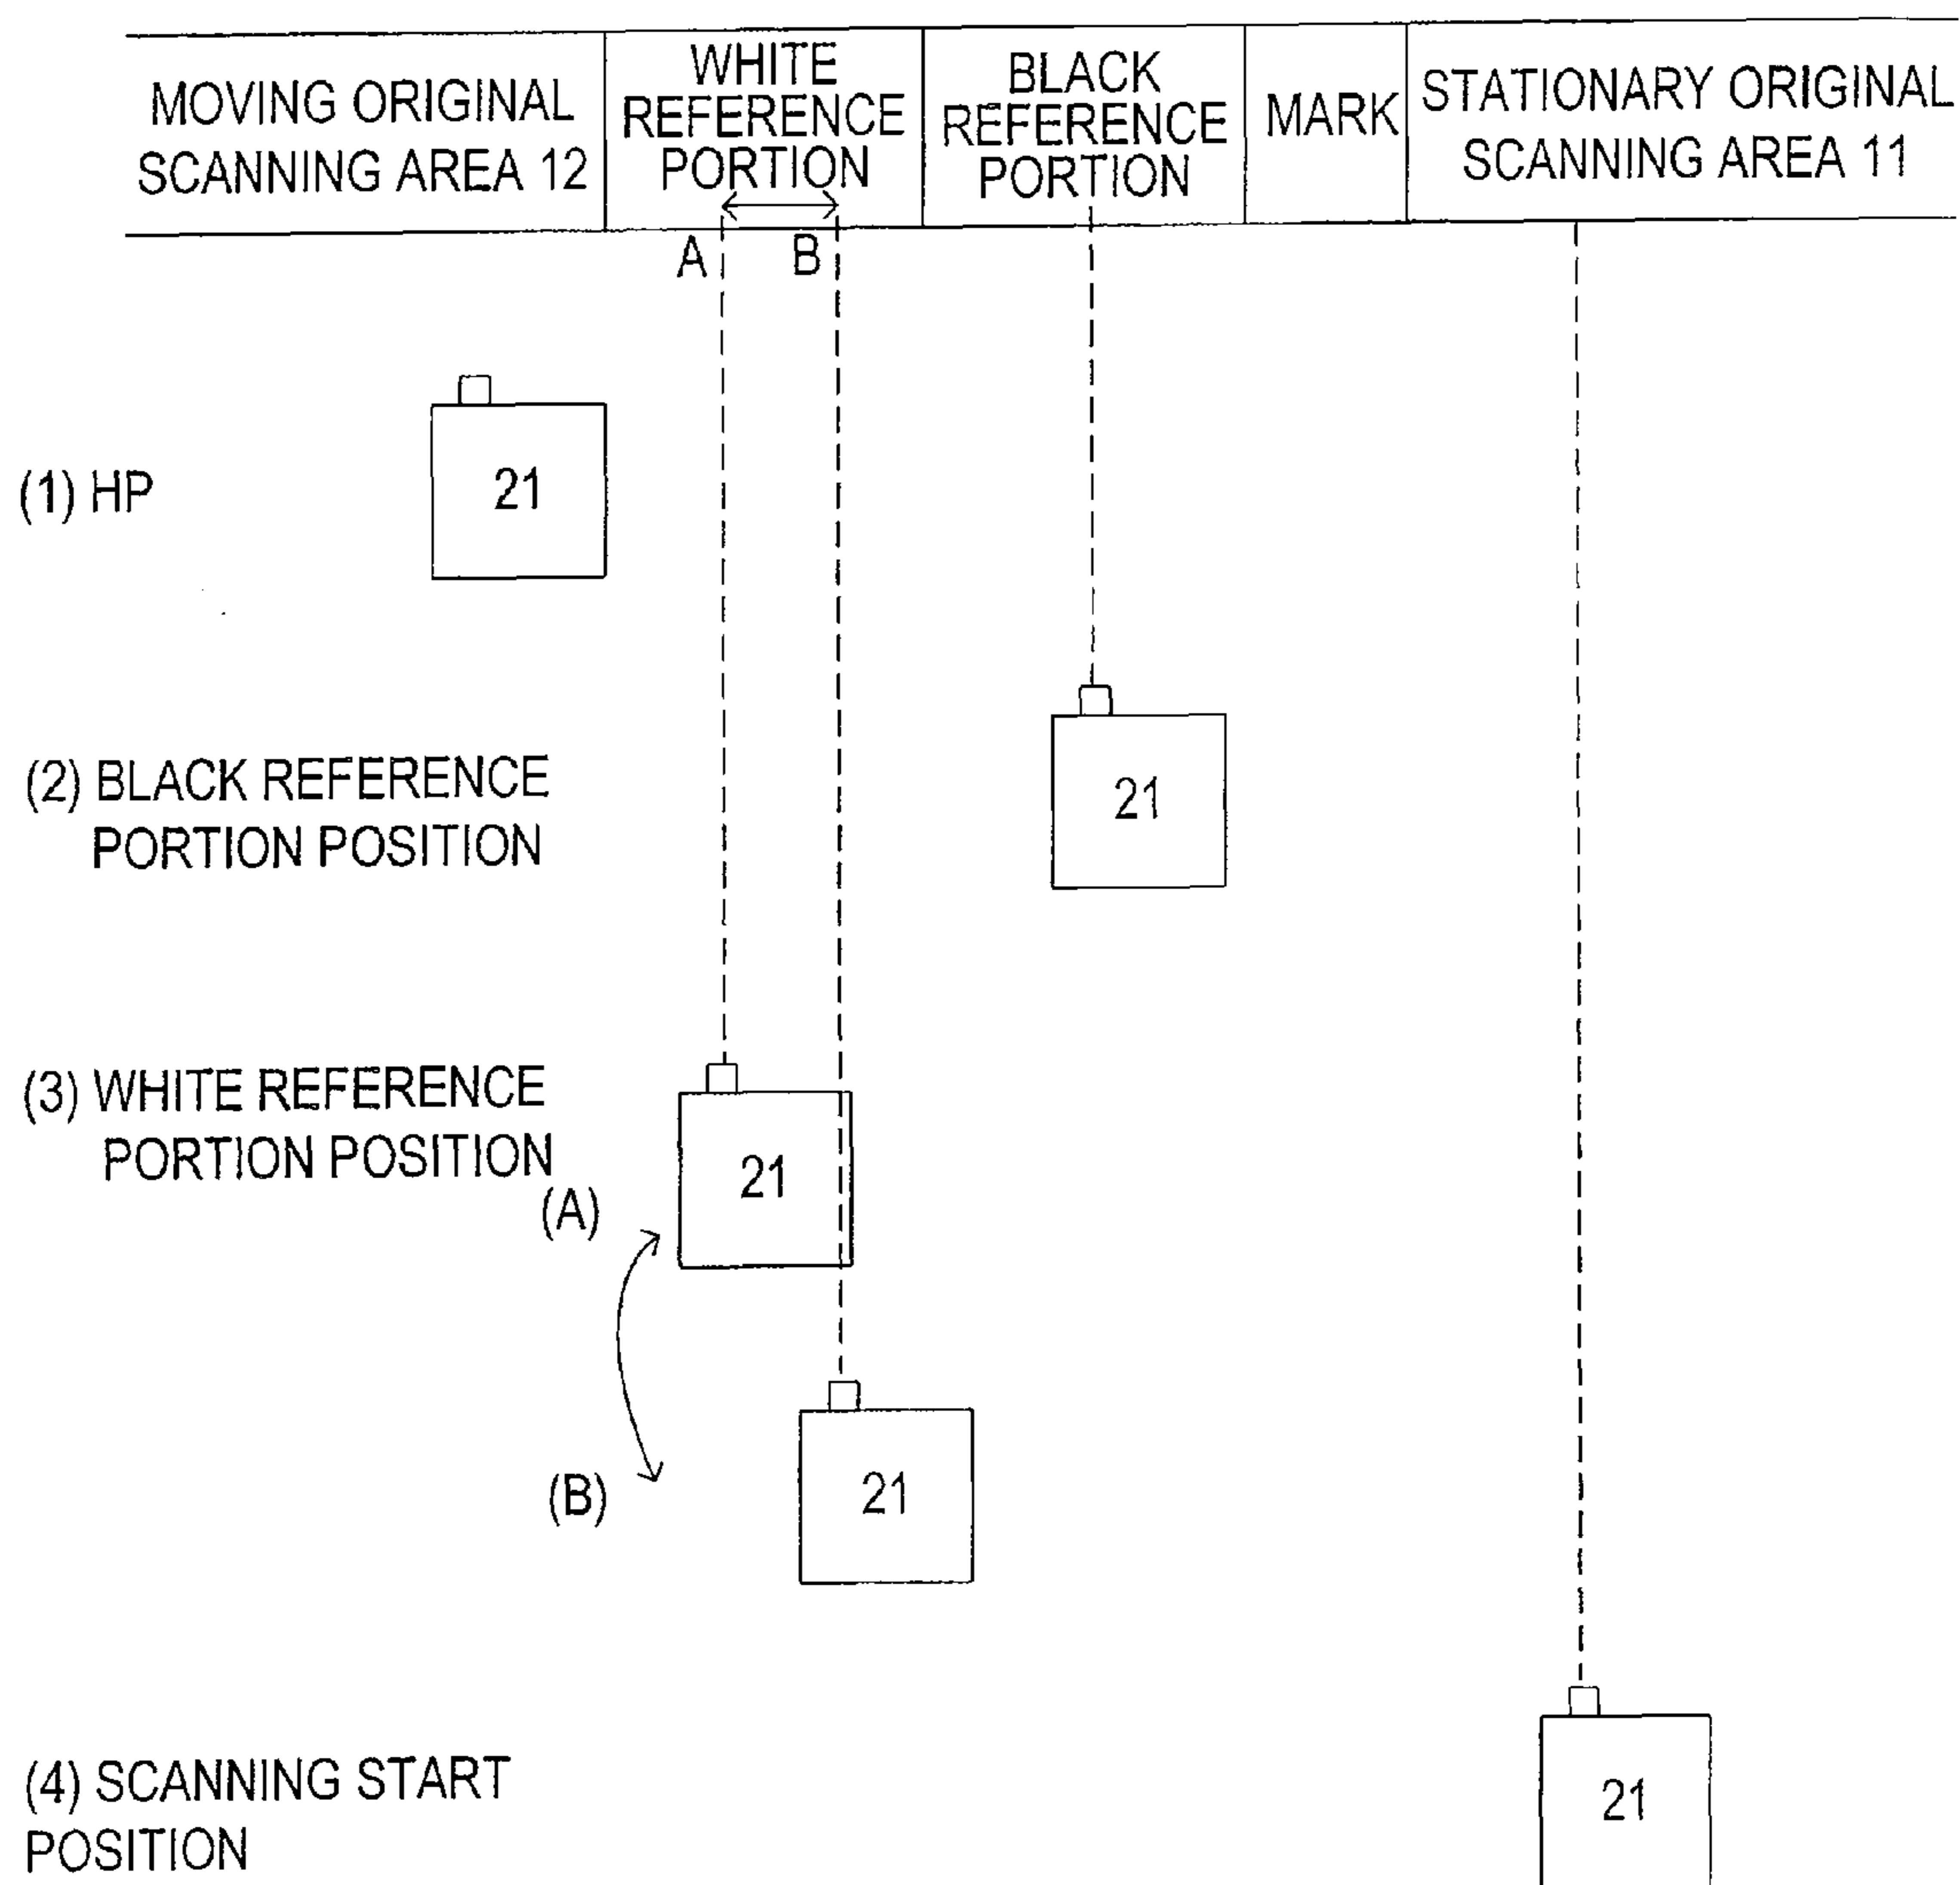 MOVING ORIGINAL
SCANNING AREA 12
WHITE
REFERENCE
PORTION
BLACK
REFERENCE
PORTION
MARK
STATIONARY ORIGINAL
SCANNING AREA 11
A
B
(1) HP
21
(2) BLACK REFERENCE
PORTION POSITION
21
(3) WHITE REFERENCE
PORTION POSITION
(A)
21
(B)
21
(4) SCANNING START
POSITION
21